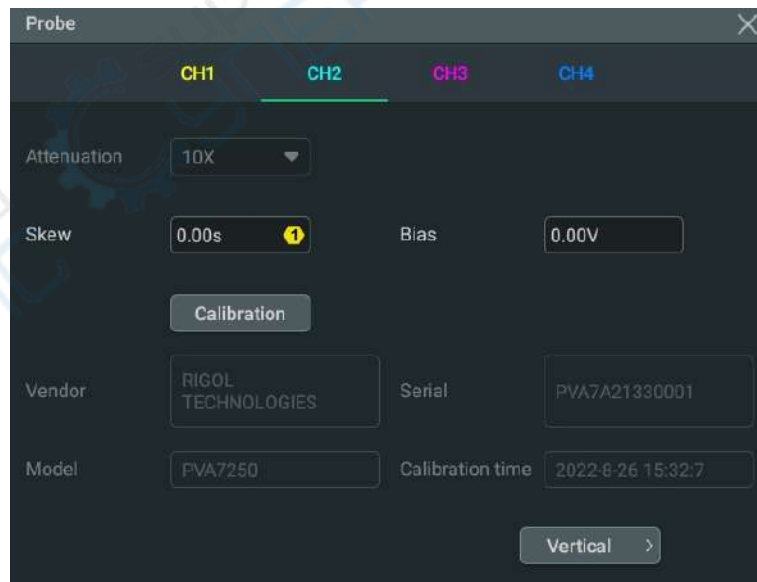 Probe
CH1 CH2 CH3 CH4
Attenuation 10X
Skew 0.00s 1 Bias 0.00V
Calibration
Vendor RIGOL TECHNOLOGIES Serial PVA7A21330001
Model PVA7250 Calibration time 2022-8-26 15:32:7
Vertical >